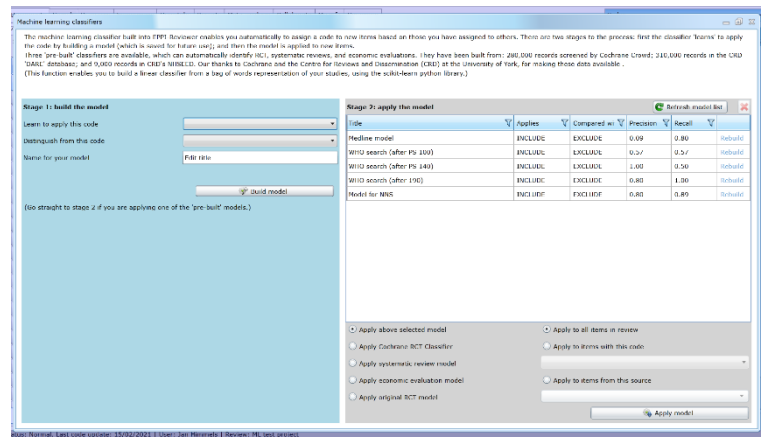 Machine learning classifiers
The machine learning classifier built into EPPI Reviewer enables you automatically to assign a code to new items based on those you have assigned to others. There are two stages to the process: first the classifier 'learns' to apply
the code by building a model (which is saved for future use); and then the model is applied to new items.
Three 'pre-built' classifiers are available, which can automatically identify RCT, systematic reviews, and economic evaluations. They have been built from: 280,000 records screened by Cochrane Crowd; 310,000 records in the CRD
'DARE' database; and 9,000 records in CRD's NHSEED. Our thanks to Cochrane and the Centre for Reviews and Dissemination (CRD) at the University of York, for making those data available .
(This function enables you to build a linear classifier from a bag of words representation of your studies, using the scikit-learn python library.)
Stage 1: build the model
Learn to apply this code
Distinguish from this code
Name for your model Edit title
Build model
(Go straight to stage 2 if you are applying one of the 'pre-built' models.)
Stage 2: apply the model Refresh model list
Title Applies Compared wi Precision Recall
Medline model INCLUDE EXCLUDE 0.09 0.80 Rebuild
WHO search (after PS 100) INCLUDE EXCLUDE 0.57 0.57 Rebuild
WHO search (after PS 140) INCLUDE EXCLUDE 1.00 0.50 Rebuild
WHO search (after 190) INCLUDE EXCLUDE 0.80 1.00 Rebuild
Model for NNS INCLUDE EXCLUDE 0.80 0.89 Rebuild
Apply above selected model Apply to all items in review
Apply Cochrane RCT Classifier Apply to items with this code
Apply systematic review model
Apply economic evaluation model Apply to items from this source
Apply original RCT model
Apply model
Status: Normal. Last code update: 15/02/2021 | User: Jan Himmels | Review: ML test project